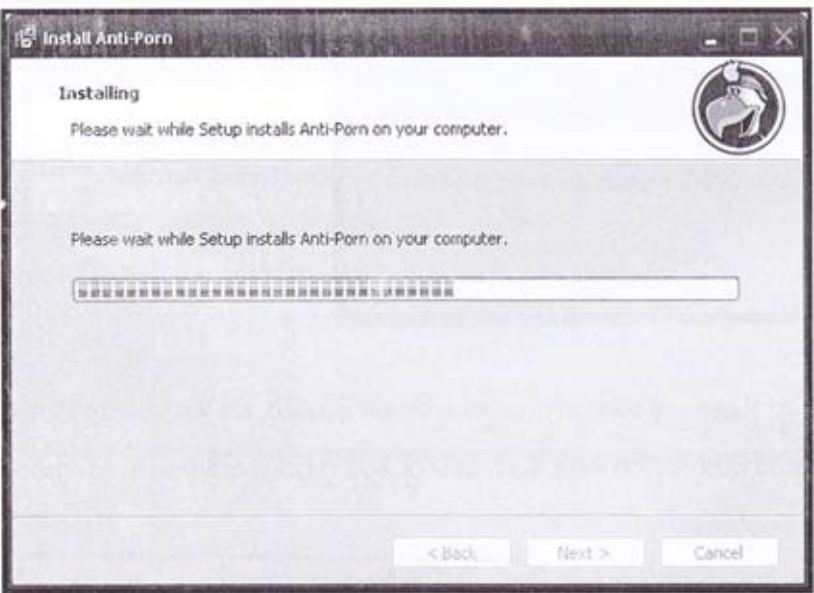 Install Anti-Porn
Installing
Please wait while Setup installs Anti-Porn on your computer.
Please wait while Setup installs Anti-Porn on your computer.
< Back
Next >
Cancel